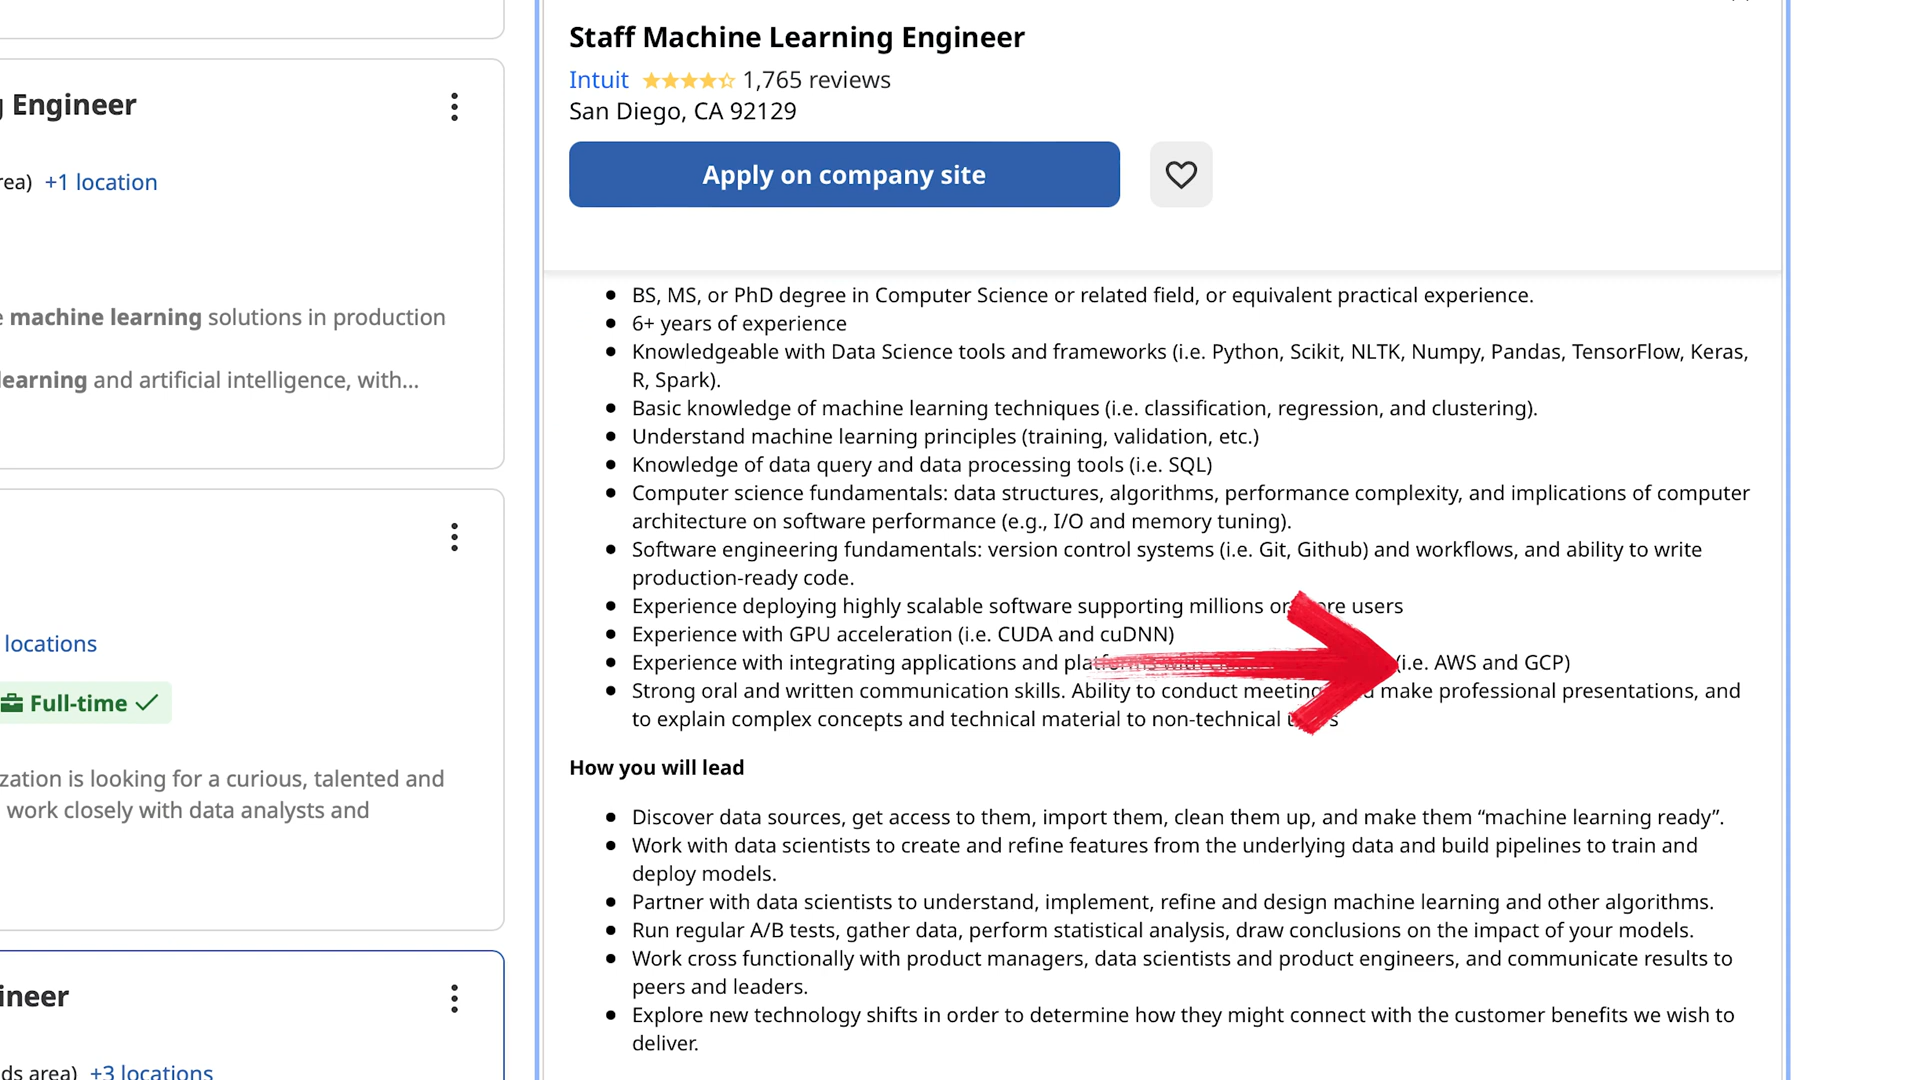 g Engineer
rea) +1 location
e machine learning solutions in production
learning and artificial intelligence, with...
locations
Full-time
zation is looking for a curious, talented and
work closely with data analysts and
ineer
ds area) +3 locations
Staff Machine Learning Engineer
Intuit 1,765 reviews
San Diego, CA 92129
Apply on company site
BS, MS, or PhD degree in Computer Science or related field, or equivalent practical experience.
6+ years of experience
Knowledgeable with Data Science tools and frameworks (i.e. Python, Scikit, NLTK, Numpy, Pandas, TensorFlow, Keras,
R, Spark).
Basic knowledge of machine learning techniques (i.e. classification, regression, and clustering).
Understand machine learning principles (training, validation, etc.)
Knowledge of data query and data processing tools (i.e. SQL)
Computer science fundamentals: data structures, algorithms, performance complexity, and implications of computer
architecture on software performance (e.g., I/O and memory tuning).
Software engineering fundamentals: version control systems (i.e. Git, Github) and workflows, and ability to write
production-ready code.
Experience deploying highly scalable software supporting millions or more users
Experience with GPU acceleration (i.e. CUDA and cuDNN)
Experience with integrating applications and platforms with (i.e. AWS and GCP)
Strong oral and written communication skills. Ability to conduct meetings make professional presentations, and
to explain complex concepts and technical material to non-technical
How you will lead
Discover data sources, get access to them, import them, clean them up, and make them “machine learning ready”.
Work with data scientists to create and refine features from the underlying data and build pipelines to train and
deploy models.
Partner with data scientists to understand, implement, refine and design machine learning and other algorithms.
Run regular A/B tests, gather data, perform statistical analysis, draw conclusions on the impact of your models.
Work cross functionally with product managers, data scientists and product engineers, and communicate results to
peers and leaders.
Explore new technology shifts in order to determine how they might connect with the customer benefits we wish to
deliver.